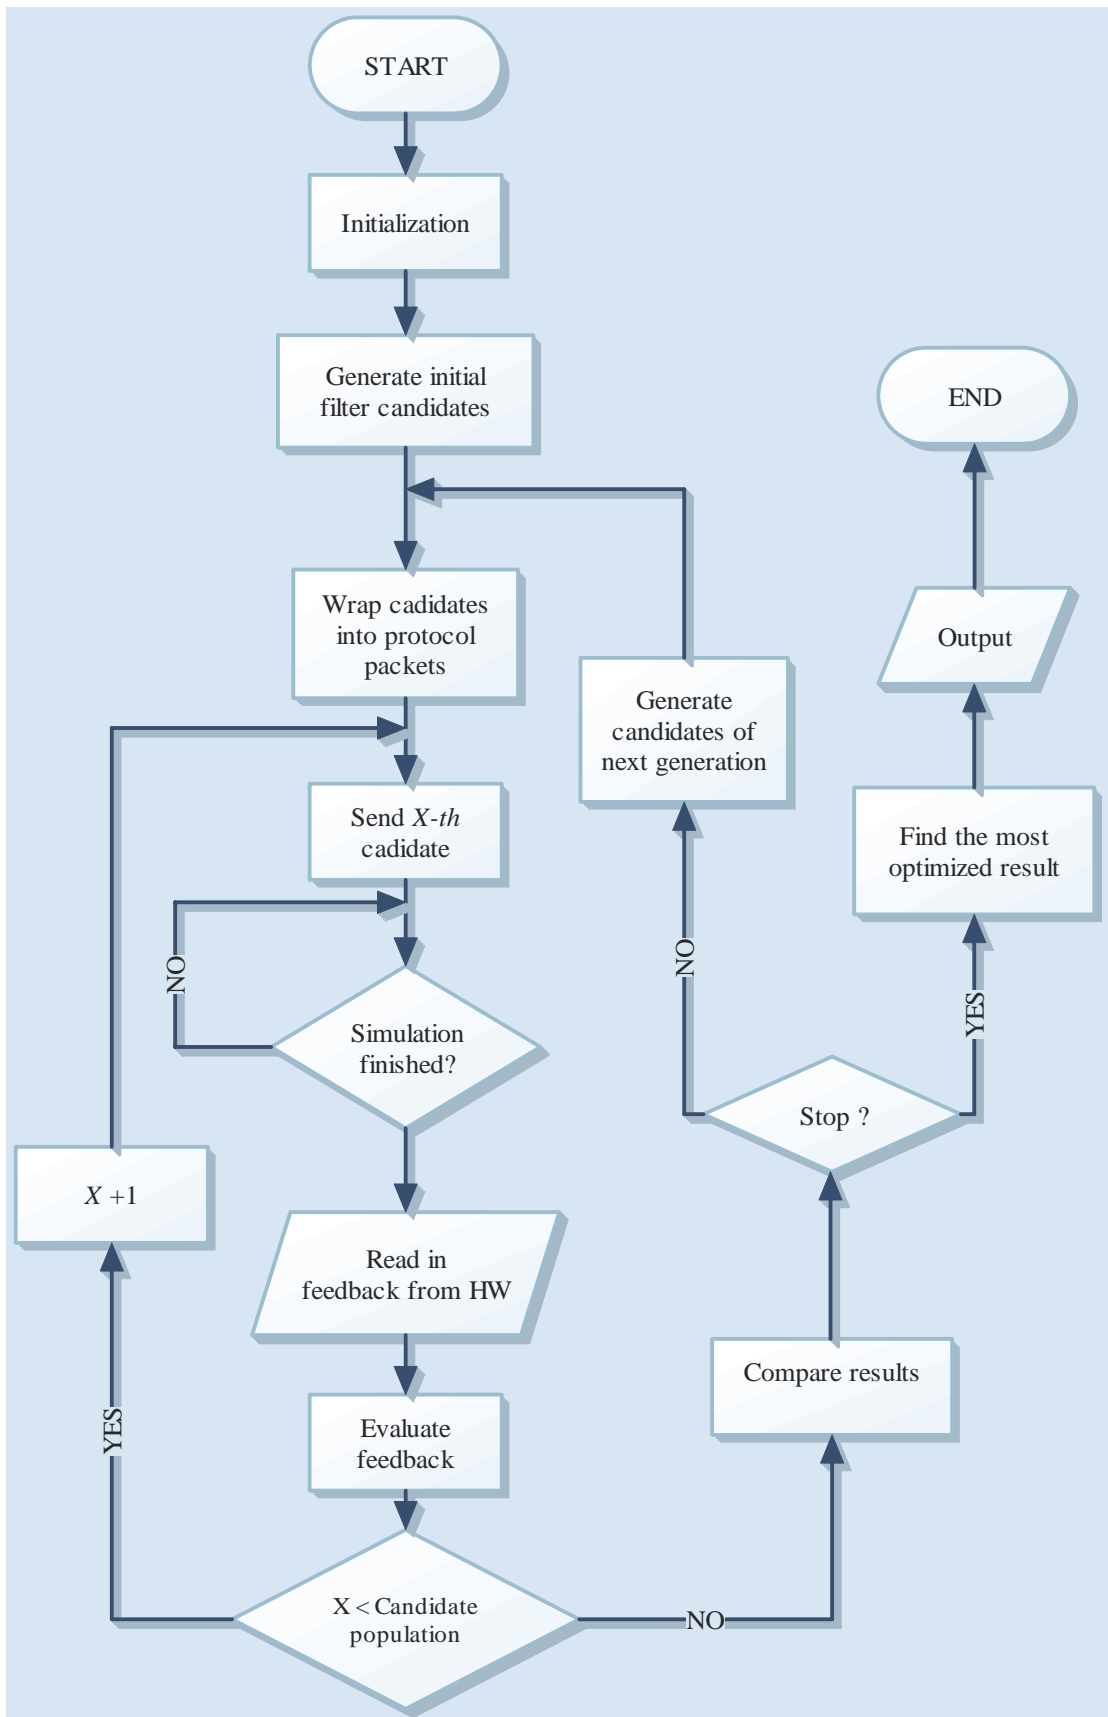 START
Initialization
Generate initial
filter candidates
Wrap cadidates
into protocol
packets
Send X-th
cadidate
NO
Simulation
finished?
X +1
Read in
feedback from HW
YES
Evaluate
feedback
X < Candidate
population
NO
Compare results
Stop ?
NO
Generate
candidates of
next generation
YES
Find the most
optimized result
Output
END